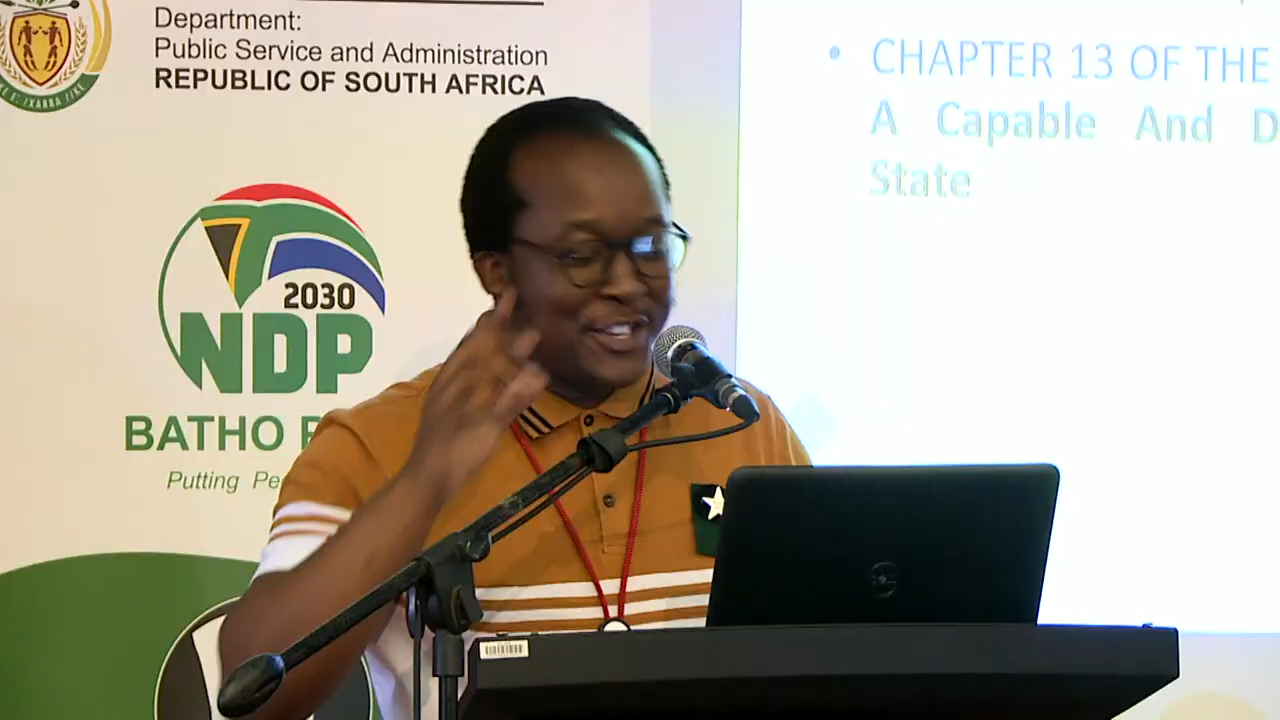 Department:
Public Service and Administration
REPUBLIC OF SOUTH AFRICA
2030
NDP
BATHO
Putting
• CHAPTER 13 OF THE
A Capable And D
State